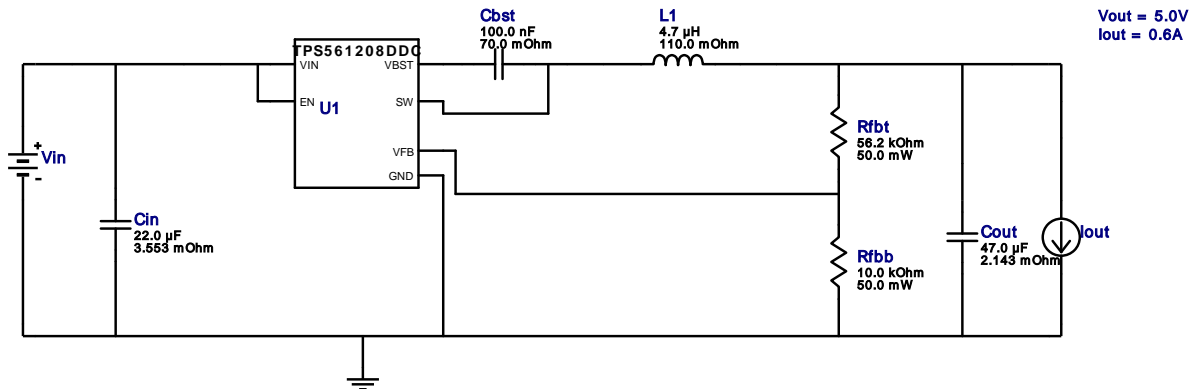 Cbst
100.0 nF
70.0 mOhm
L1
4.7 µH
110.0 mOhm
Vout = 5.0V
Iout = 0.6A
TPS561208DDC
VIN
VBST
EN
U1
SW
VFB
GND
+
Vin
-
Cin
22.0 µF
3.553 mOhm
Rfbt
56.2 kOhm
50.0 mW
Rfbb
10.0 kOhm
50.0 mW
Cout
47.0 µF
2.143 mOhm
Iout